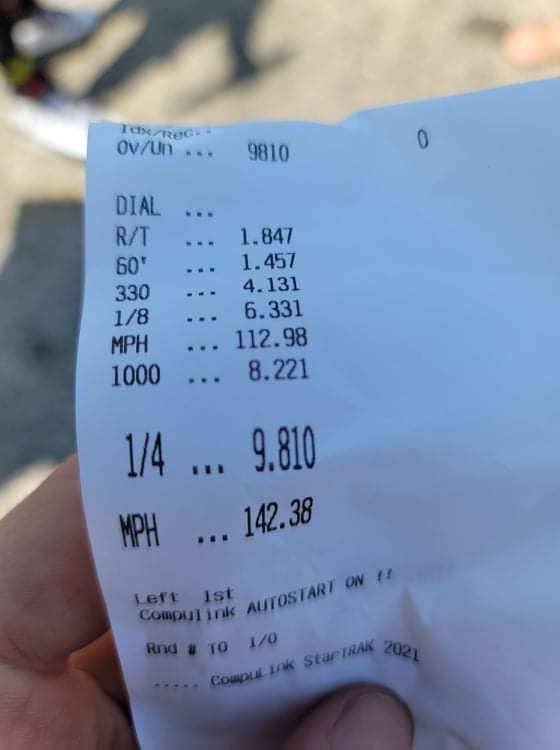 Idx/Rec..
Ov/Un ... 9810 0
DIAL ...
R/T ... 1.847
60' ... 1.457
330 ... 4.131
1/8 ... 6.331
MPH ... 112.98
1000 ... 8.221
1/4 ... 9.810
MPH ... 142.38
Left 1st
Compulink AUTOSTART ON !!
Rnd # TO 1/0
..... CompuLink StarTRAK 2021